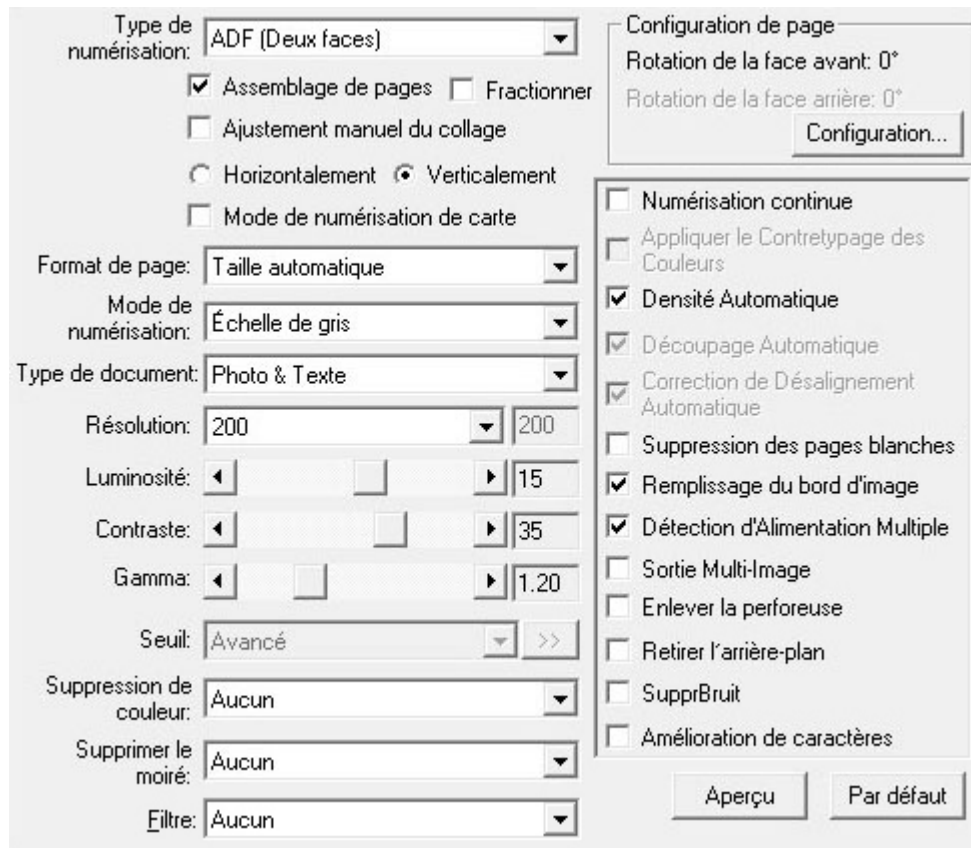 Type de
numérisation:
ADF (Deux faces)
Assemblage de pages
Fractionner
Ajustement manuel du collage
Horizontalement
Verticalement
Mode de numérisation de carte
Format de page:
Taille automatique
Mode de
numérisation:
Échelle de gris
Type de document:
Photo & Texte
Résolution:
200
200
Luminosité:
15
Contraste:
35
Gamma:
1.20
Seuil:
Avancé
>>
Suppression de
couleur:
Aucun
Supprimer le
moiré:
Aucun
Filtre:
Aucun
Configuration de page
Rotation de la face avant: 0°
Rotation de la face arrière: 0°
Configuration...
Numérisation continue
Appliquer le Contretypage des
Couleurs
Densité Automatique
Découpage Automatique
Correction de Désalignement
Automatique
Suppression des pages blanches
Remplissage du bord d'image
Détection d'Alimentation Multiple
Sortie Multi-Image
Enlever la perforeuse
Retirer l´arrière-plan
SupprBruit
Amélioration de caractères
Aperçu
Par défaut